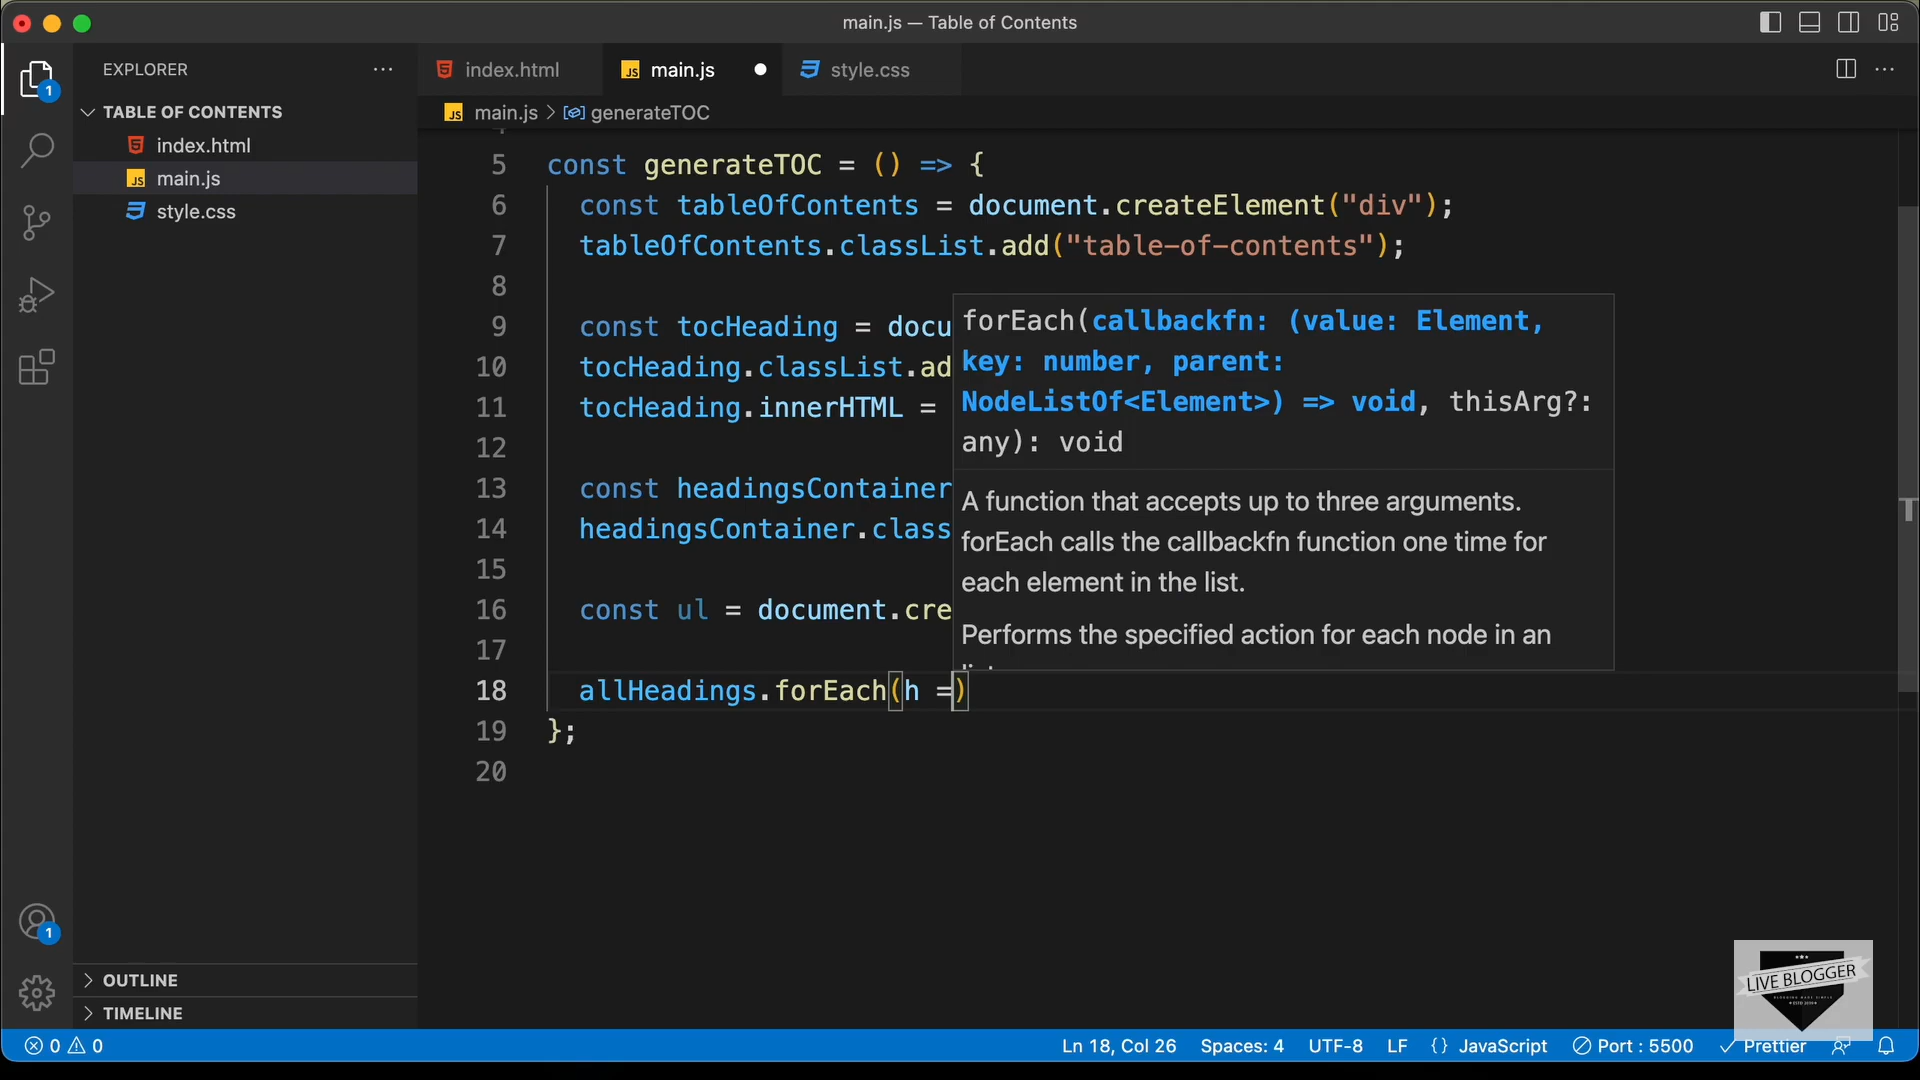 main.js — Table of Contents
EXPLORER
index.html
main.js
style.css
1
TABLE OF CONTENTS
main.js > generateTOC
index.html
main.js
style.css
5 const generateTOC = () => {
6 const tableOfContents = document.createElement("div");
7 tableOfContents.classList.add("table-of-contents");
8
9 const tocHeading = docu
10 tocHeading.classList.ad
11 tocHeading.innerHTML =
12
13 const headingsContainer
14 headingsContainer.class
15
16 const ul = document.cre
17
18 allHeadings.forEach(h =)
19 };
20
forEach(callbackfn: (value: Element,
key: number, parent:
NodeListOf<Element>) => void, thisArg?:
any): void
A function that accepts up to three arguments.
forEach calls the callbackfn function one time for
each element in the list.
Performs the specified action for each node in an
1
OUTLINE
TIMELINE
LIVE BLOGGER
0 0
Ln 18, Col 26 Spaces: 4 UTF-8 LF {} JavaScript Port : 5500 Prettier